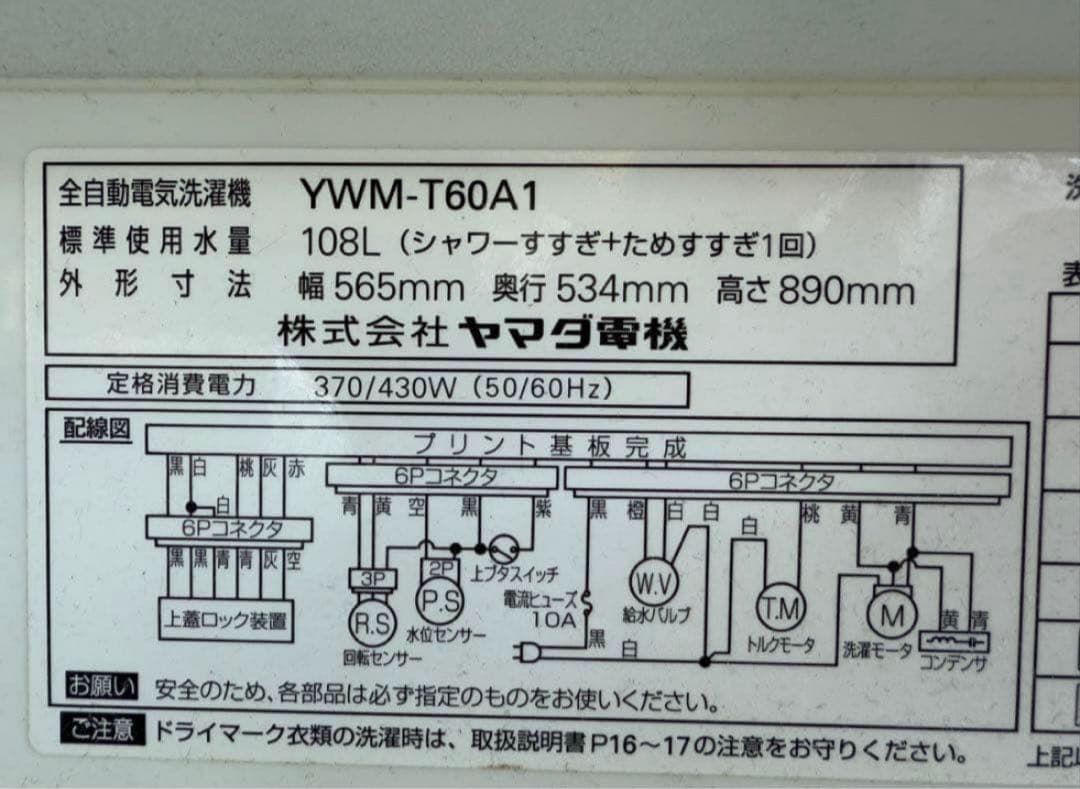 全自動電気洗濯機 YWM-T60A1
標準使用水量 108L（シャワーすすぎ+ためすすぎ1回）
外形寸法 幅565mm 奥行534mm 高さ890mm
株式会社ヤマダ電機
定格消費電力 370/430W（50/60Hz）
配線図
プリント基板完成
黒 白 桃 灰 赤
6Pコネクタ
6Pコネクタ
白
青 黄 空 黒 紫
黒 橙 白 白 白 桃 黄 青
6Pコネクタ
黒 黒 青 青 灰 空
上蓋ロック装置
3P
2P
上ブタスイッチ
R.S
回転センサー
P.S
水位センサー
電流ヒューズ
10A
黒
白
W.V
給水バルブ
T.M
トルクモータ
M
洗濯モータ
黄 青
コンデンサ
お願い 安全のため、各部品は必ず指定のものをお使いください。
ご注意 ドライマーク衣類の洗濯時は、取扱説明書P16〜17の注意をお守りください。
表
上記以